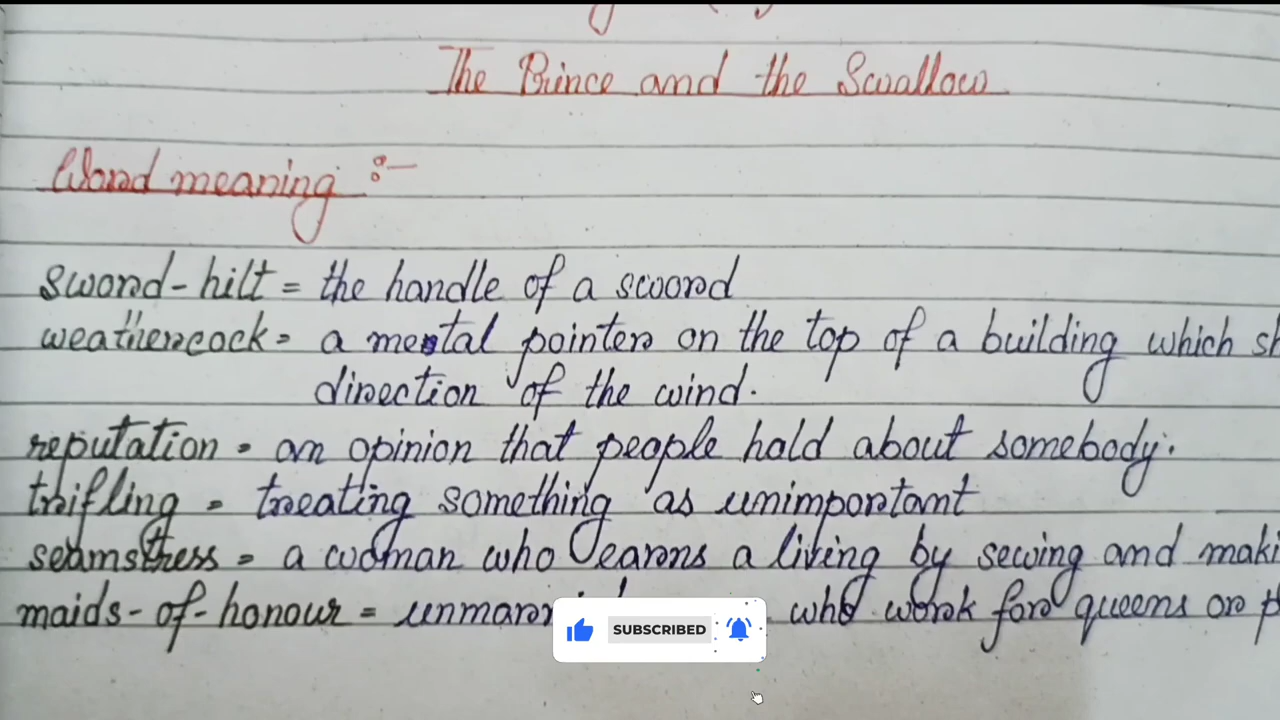 The Prince and the Swallow
Word meaning :-
sword-hilt = the handle of a sword
weathercock = a metal pointer on the top of a building which sh
direction of the wind.
reputation = an opinion that people hold about somebody.
trifling = treating something as unimportant
seamstress = a woman who earns a living by sewing and maki
maids-of-honour = who work for queens or p
SUBSCRIBED